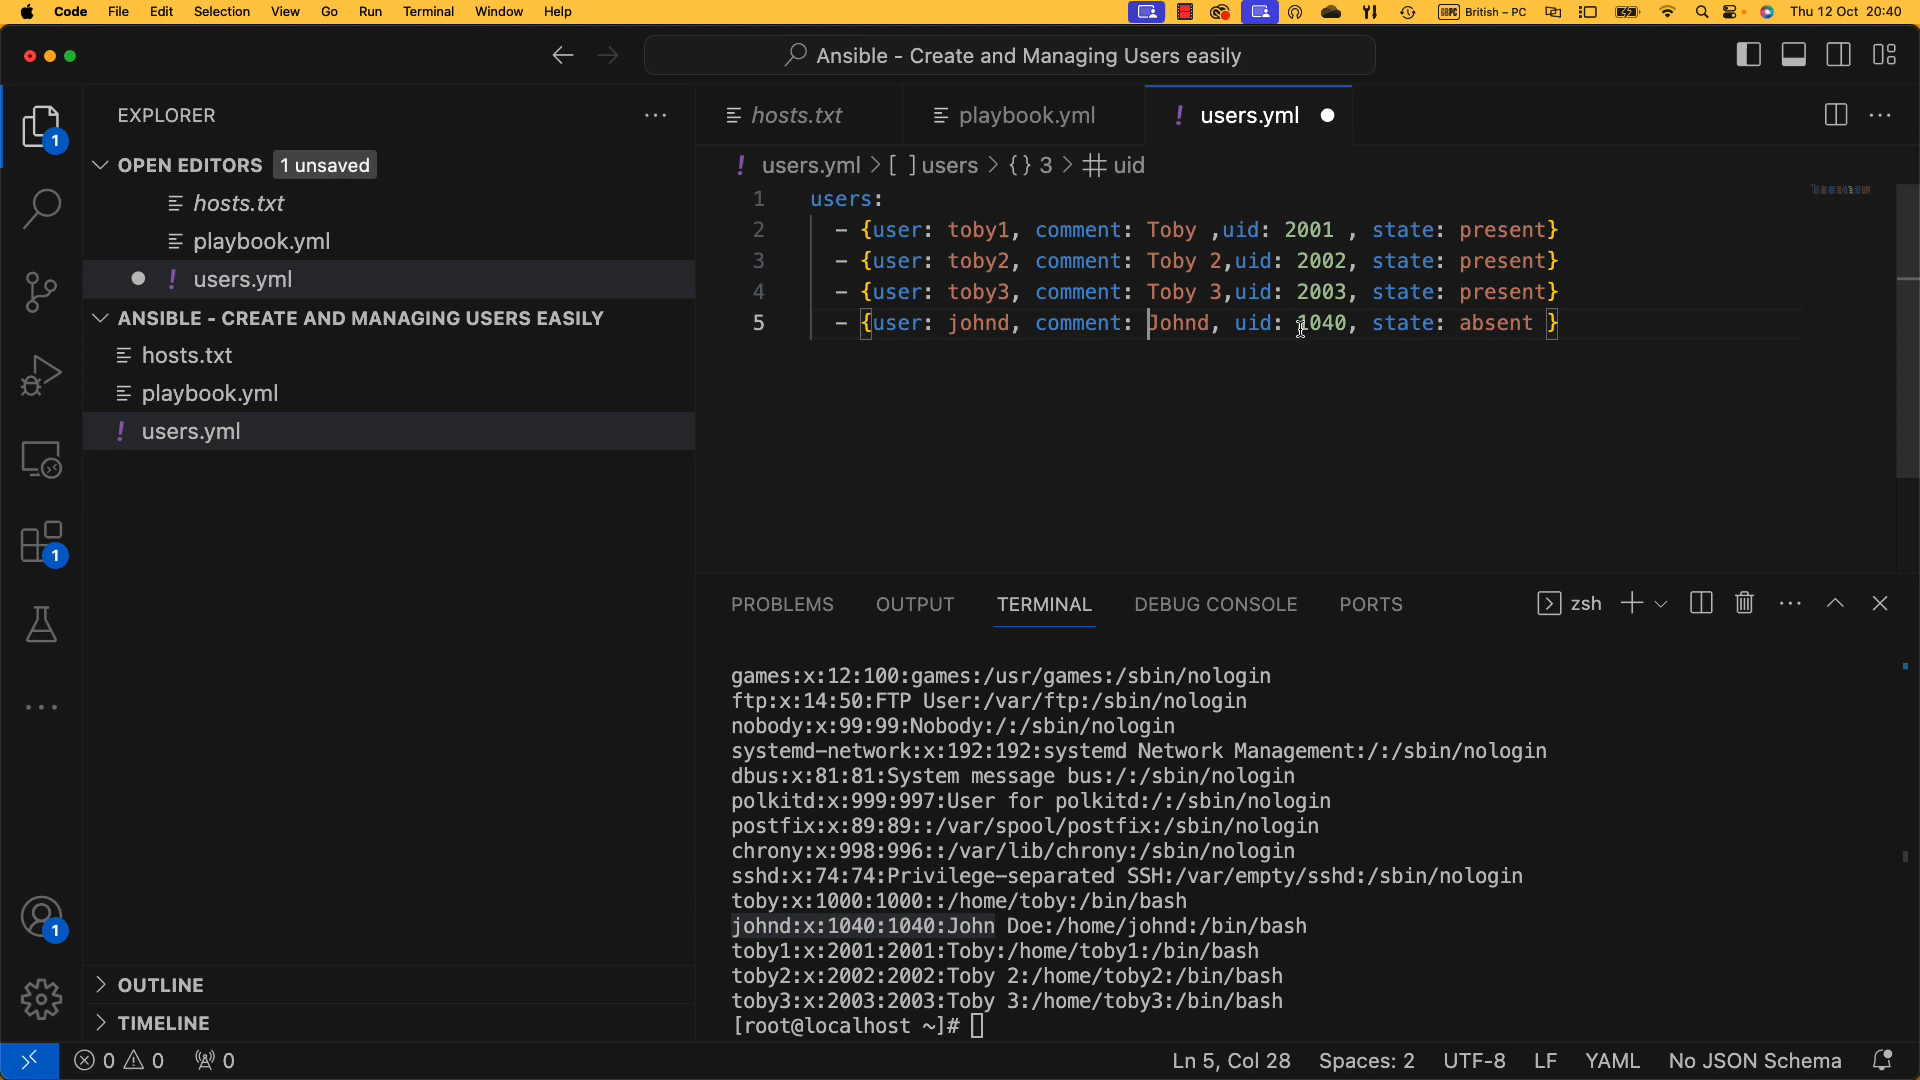 Code File Edit Selection View Go Run Terminal Window Help British – PC Thu 12 Oct 20:40
Ansible - Create and Managing Users easily
EXPLORER
OPEN EDITORS 1 unsaved
hosts.txt
playbook.yml
users.yml
ANSIBLE - CREATE AND MANAGING USERS EASILY
hosts.txt
playbook.yml
users.yml
OUTLINE
TIMELINE
1
1
1
hosts.txt playbook.yml ! users.yml
! users.yml > [ ] users > {} 3 > uid
1 users:
2 - {user: toby1, comment: Toby ,uid: 2001 , state: present}
3 - {user: toby2, comment: Toby 2,uid: 2002, state: present}
4 - {user: toby3, comment: Toby 3,uid: 2003, state: present}
5 - {user: johnd, comment: Johnd, uid: 1040, state: absent }
PROBLEMS OUTPUT TERMINAL DEBUG CONSOLE PORTS zsh
games:x:12:100:games:/usr/games:/sbin/nologin
ftp:x:14:50:FTP User:/var/ftp:/sbin/nologin
nobody:x:99:99:Nobody:/:/sbin/nologin
systemd-network:x:192:192:systemd Network Management:/:/sbin/nologin
dbus:x:81:81:System message bus:/:/sbin/nologin
polkitd:x:999:997:User for polkitd:/:/sbin/nologin
postfix:x:89:89::/var/spool/postfix:/sbin/nologin
chrony:x:998:996::/var/lib/chrony:/sbin/nologin
sshd:x:74:74:Privilege-separated SSH:/var/empty/sshd:/sbin/nologin
toby:x:1000:1000::/home/toby:/bin/bash
johnd:x:1040:1040:John Doe:/home/johnd:/bin/bash
toby1:x:2001:2001:Toby:/home/toby1:/bin/bash
toby2:x:2002:2002:Toby 2:/home/toby2:/bin/bash
toby3:x:2003:2003:Toby 3:/home/toby3:/bin/bash
[root@localhost ~]#
0 0 0 Ln 5, Col 28 Spaces: 2 UTF-8 LF YAML No JSON Schema